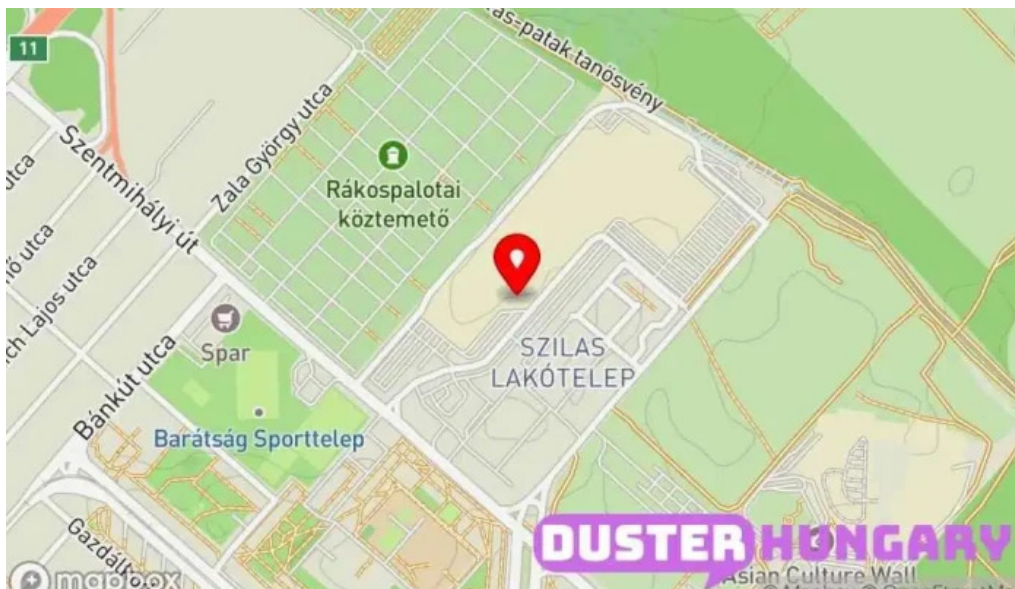 11
as-patak tanösvény
Szentmihályi út
Zala György utca
Rákospalotai
köztemető
utca
nő utca
ch Lajos utca
Spar
Bánkút utca
SZILAS
LAKÓTELEP
Barátság Sporttelep
DUSTER HUNGARY
Asian Culture Wall
mapbox